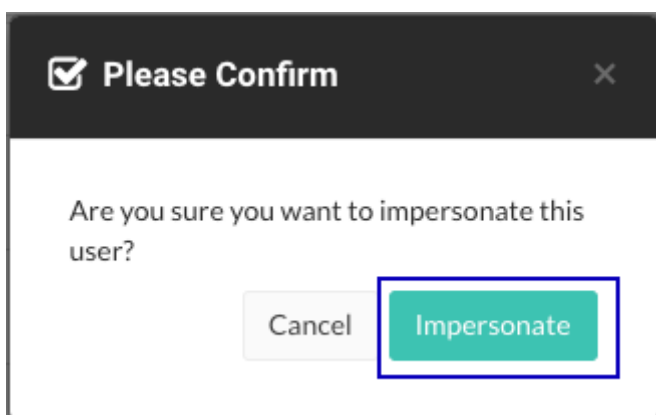 Please Confirm
Are you sure you want to impersonate this
user?
Cancel
Impersonate